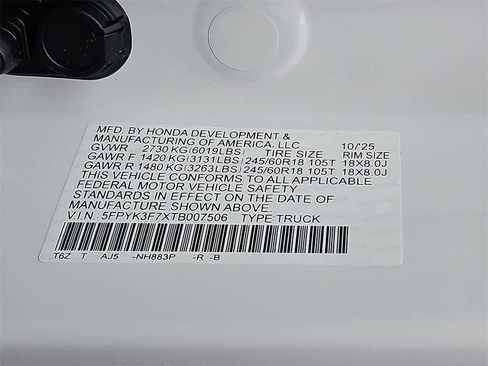 MFD. BY HONDA DEVELOPMENT &
MANUFACTURING OF AMERICA, LLC 10/25
GVWR 2730 KG(6019LBS) TIRE SIZE RIM SIZE
GAWR F 1420 KG(3131LBS) 245/60R18 105T 18X8.0J
GAWR R 1480 KG(3263LBS) 245/60R18 105T 18X8.0J
THIS VEHICLE CONFORMS TO ALL APPLICABLE
FEDERAL MOTOR VEHICLE SAFETY
STANDARDS IN EFFECT ON THE DATE OF
MANUFACTURE SHOWN ABOVE.
V.I.N. 5FPYK3F7XTB007506 TYPE:TRUCK
T6Z T AJ5 -NH883P -R -B